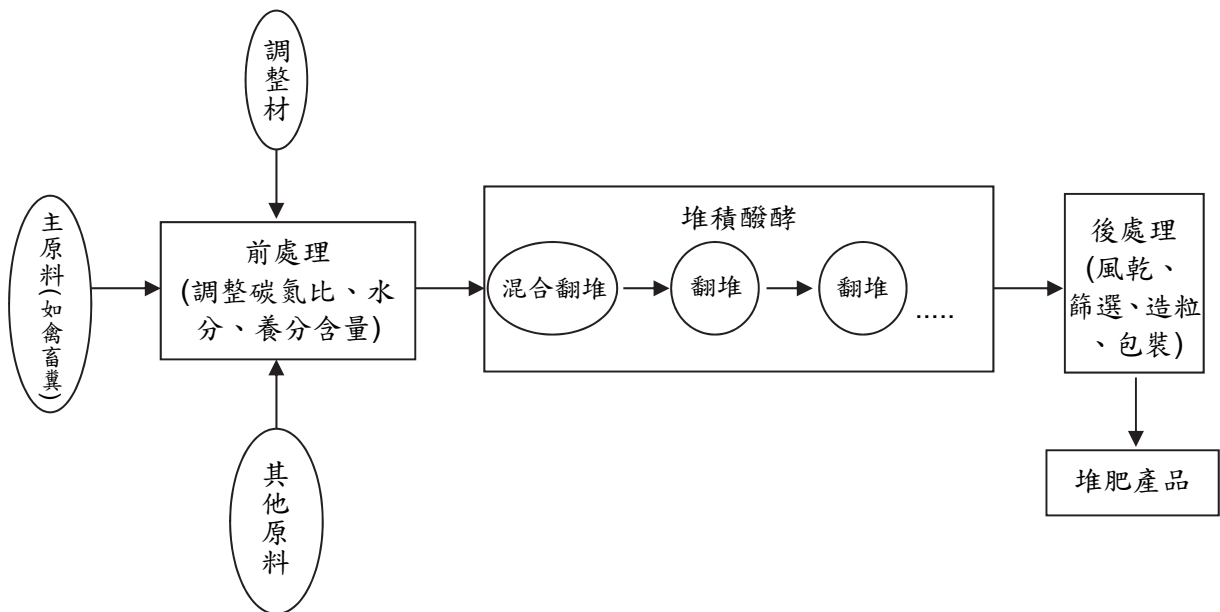 調整材
主原料(如禽畜糞)
前處理
(調整碳氮比、水
分、養分含量)
其他原料
堆積醱酵
混合翻堆
翻堆
翻堆
.....
後處理
(風乾、
篩選、造粒
、包裝)
堆肥產品